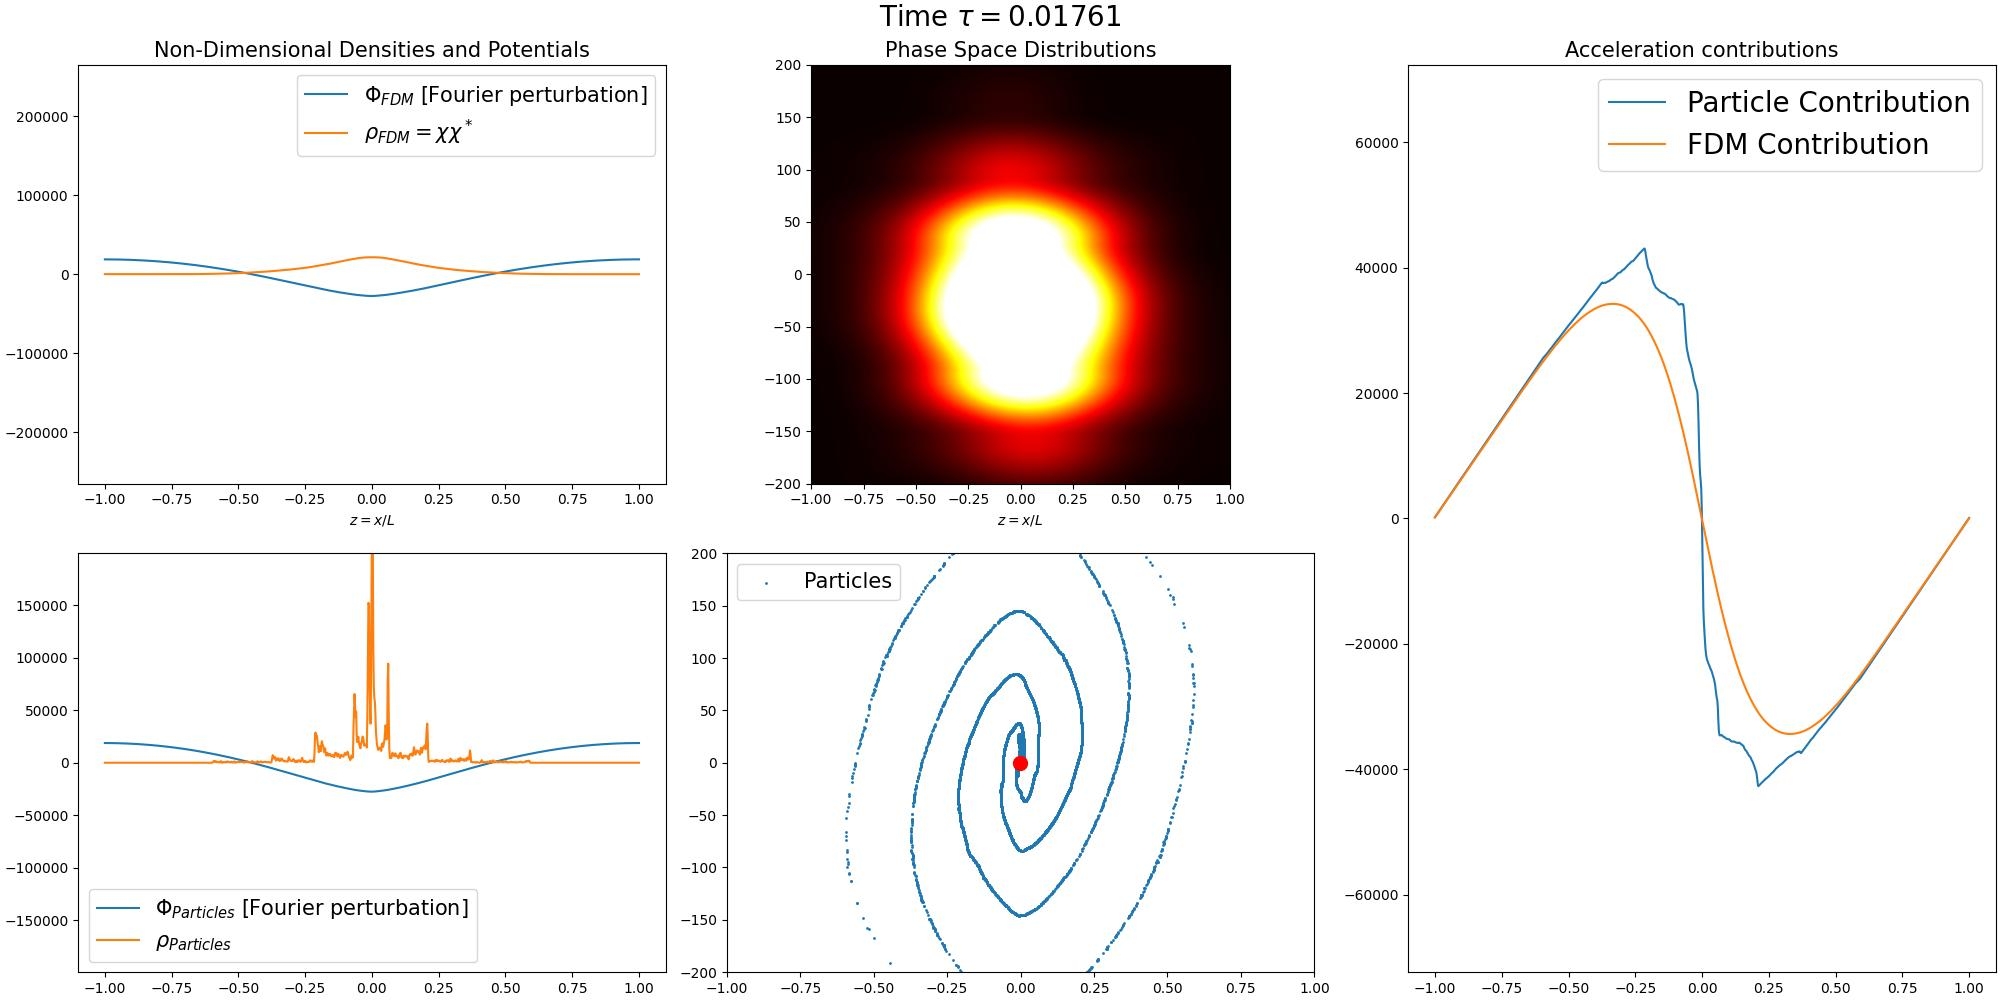 Time τ = 0.01761
Non-Dimensional Densities and Potentials
Φ_FDM [Fourier perturbation]
ρ_FDM = χχ*
200000
100000
0
−100000
−200000
−1.00 −0.75 −0.50 −0.25 0.00 0.25 0.50 0.75 1.00
z = x/L
Phase Space Distributions
200
150
100
50
0
−50
−100
−150
−200
−1.00 −0.75 −0.50 −0.25 0.00 0.25 0.50 0.75 1.00
z = x/L
Acceleration contributions
Particle Contribution
FDM Contribution
60000
40000
20000
0
−20000
−40000
−60000
−1.00 −0.75 −0.50 −0.25 0.00 0.25 0.50 0.75 1.00
150000
100000
50000
0
−50000
−100000
−150000
Φ_Particles [Fourier perturbation]
ρ_Particles
−1.00 −0.75 −0.50 −0.25 0.00 0.25 0.50 0.75 1.00
Particles
200
150
100
50
0
−50
−100
−150
−200
−1.00 −0.75 −0.50 −0.25 0.00 0.25 0.50 0.75 1.00